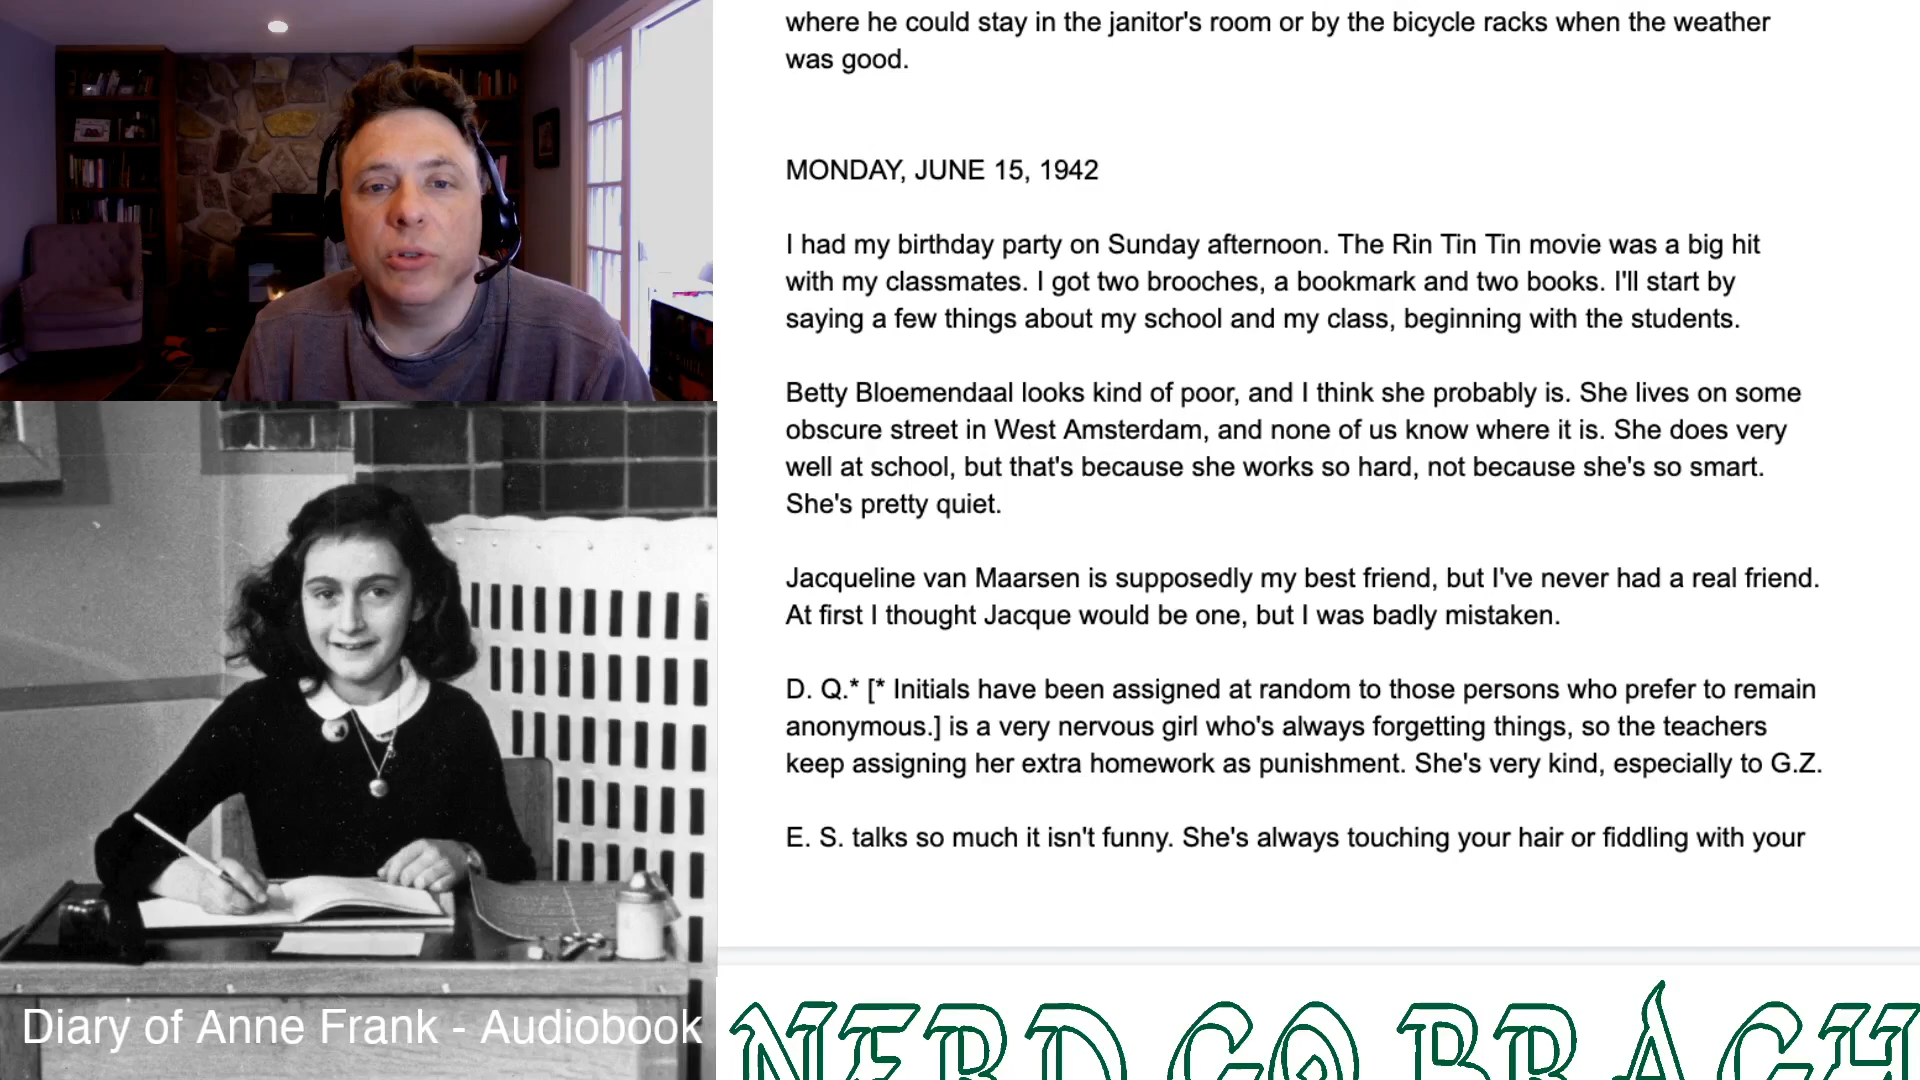 where he could stay in the janitor's room or by the bicycle racks when the weather
was good.
MONDAY, JUNE 15, 1942
I had my birthday party on Sunday afternoon. The Rin Tin Tin movie was a big hit
with my classmates. I got two brooches, a bookmark and two books. I'll start by
saying a few things about my school and my class, beginning with the students.
Betty Bloemendaal looks kind of poor, and I think she probably is. She lives on some
obscure street in West Amsterdam, and none of us know where it is. She does very
well at school, but that's because she works so hard, not because she's so smart.
She's pretty quiet.
Jacqueline van Maarsen is supposedly my best friend, but I've never had a real friend.
At first I thought Jacque would be one, but I was badly mistaken.
D. Q.* [* Initials have been assigned at random to those persons who prefer to remain
anonymous.] is a very nervous girl who's always forgetting things, so the teachers
keep assigning her extra homework as punishment. She's very kind, especially to G.Z.
E. S. talks so much it isn't funny. She's always touching your hair or fiddling with your
Diary of Anne Frank - Audiobook
NERD GO BRAGH